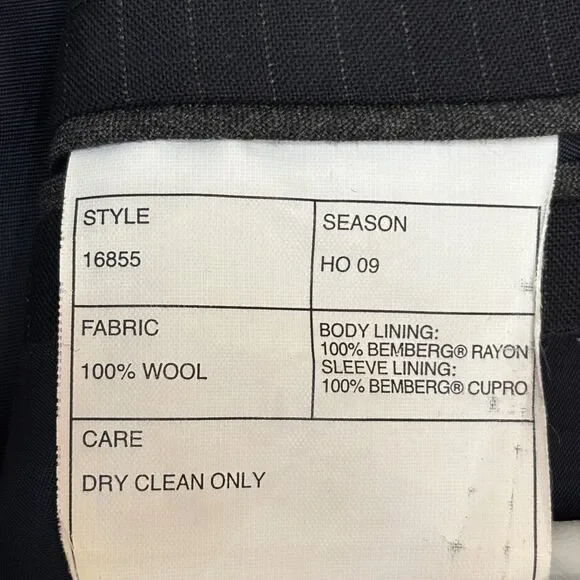 STYLE
16855
SEASON
HO 09
FABRIC
100% WOOL
BODY LINING:
100% BEMBERG® RAYON
SLEEVE LINING:
100% BEMBERG® CUPRO
CARE
DRY CLEAN ONLY